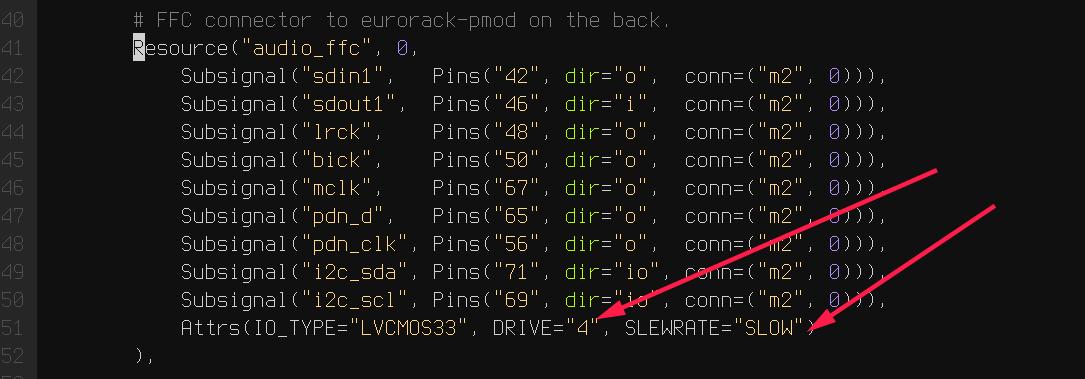 40 # FFC connector to eurorack-pmod on the back.
41 Resource("audio_ffc", 0,
42 Subsignal("sdin1", Pins("42", dir="o", conn=("m2", 0))),
43 Subsignal("sdout1", Pins("46", dir="i", conn=("m2", 0))),
44 Subsignal("lrck", Pins("48", dir="o", conn=("m2", 0))),
45 Subsignal("bick", Pins("50", dir="o", conn=("m2", 0))),
46 Subsignal("mclk", Pins("67", dir="o", conn=("m2", 0))),
47 Subsignal("pdn_d", Pins("65", dir="o", conn=("m2", 0))),
48 Subsignal("pdn_clk", Pins("56", dir="o", conn=("m2", 0))),
49 Subsignal("i2c_sda", Pins("71", dir="io", conn=("m2", 0))),
50 Subsignal("i2c_scl", Pins("69", dir="io", conn=("m2", 0))),
51 Attrs(IO_TYPE="LVCMOS33", DRIVE="4", SLEWRATE="SLOW")
52 ),